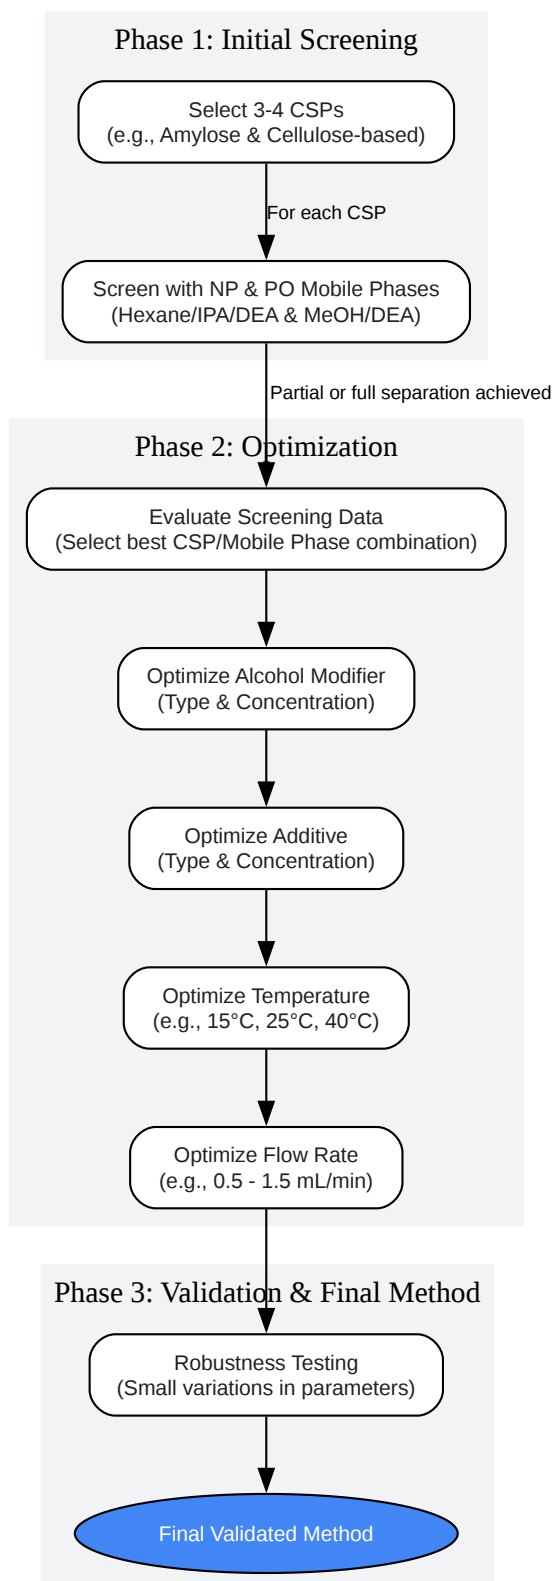 Phase 1: Initial Screening
Select 3-4 CSPs
(e.g., Amylose & Cellulose-based)
For each CSP
Screen with NP & PO Mobile Phases
(Hexane/IPA/DEA & MeOH/DEA)
Partial or full separation achieved
Phase 2: Optimization
Evaluate Screening Data
(Select best CSP/Mobile Phase combination)
Optimize Alcohol Modifier
(Type & Concentration)
Optimize Additive
(Type & Concentration)
Optimize Temperature
(e.g., 15°C, 25°C, 40°C)
Optimize Flow Rate
(e.g., 0.5 - 1.5 mL/min)
Phase 3: Validation & Final Method
Robustness Testing
(Small variations in parameters)
Final Validated Method